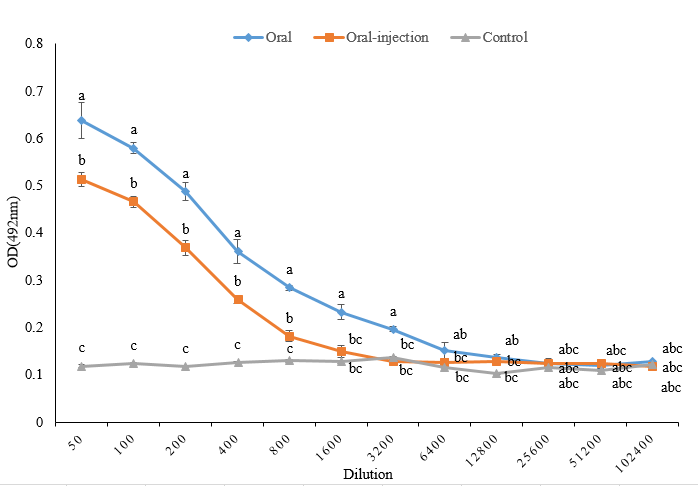 Oral Oral-injection Control
0.8
0.7
0.6
0.5
0.4
0.3
0.2
0.1
0
OD(492nm)
a a a a a a a ab ab abc abc abc
b b b b b bc bc bc bc abc abc abc
c c c c c bc bc bc bc abc abc abc
50 100 200 400 800 1600 3200 6400 12800 25600 51200 102400
Dilution